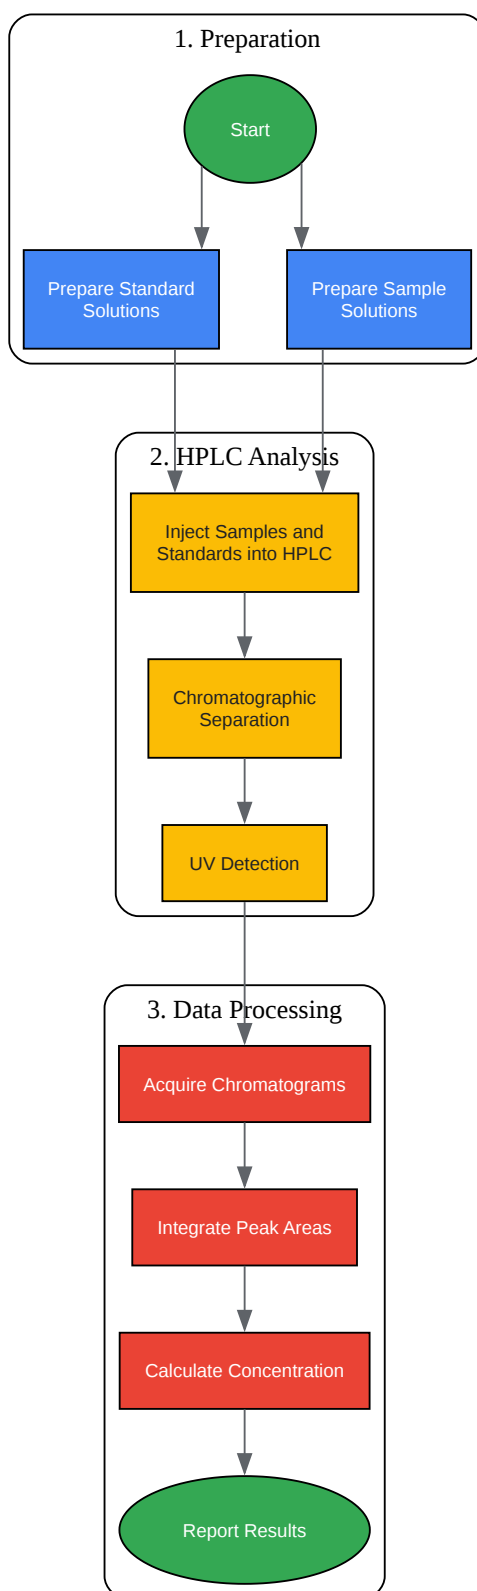 1. Preparation
Start
Prepare Standard
Solutions
Prepare Sample
Solutions
2. HPLC Analysis
Inject Samples and
Standards into HPLC
Chromatographic
Separation
UV Detection
3. Data Processing
Acquire Chromatograms
Integrate Peak Areas
Calculate Concentration
Report Results